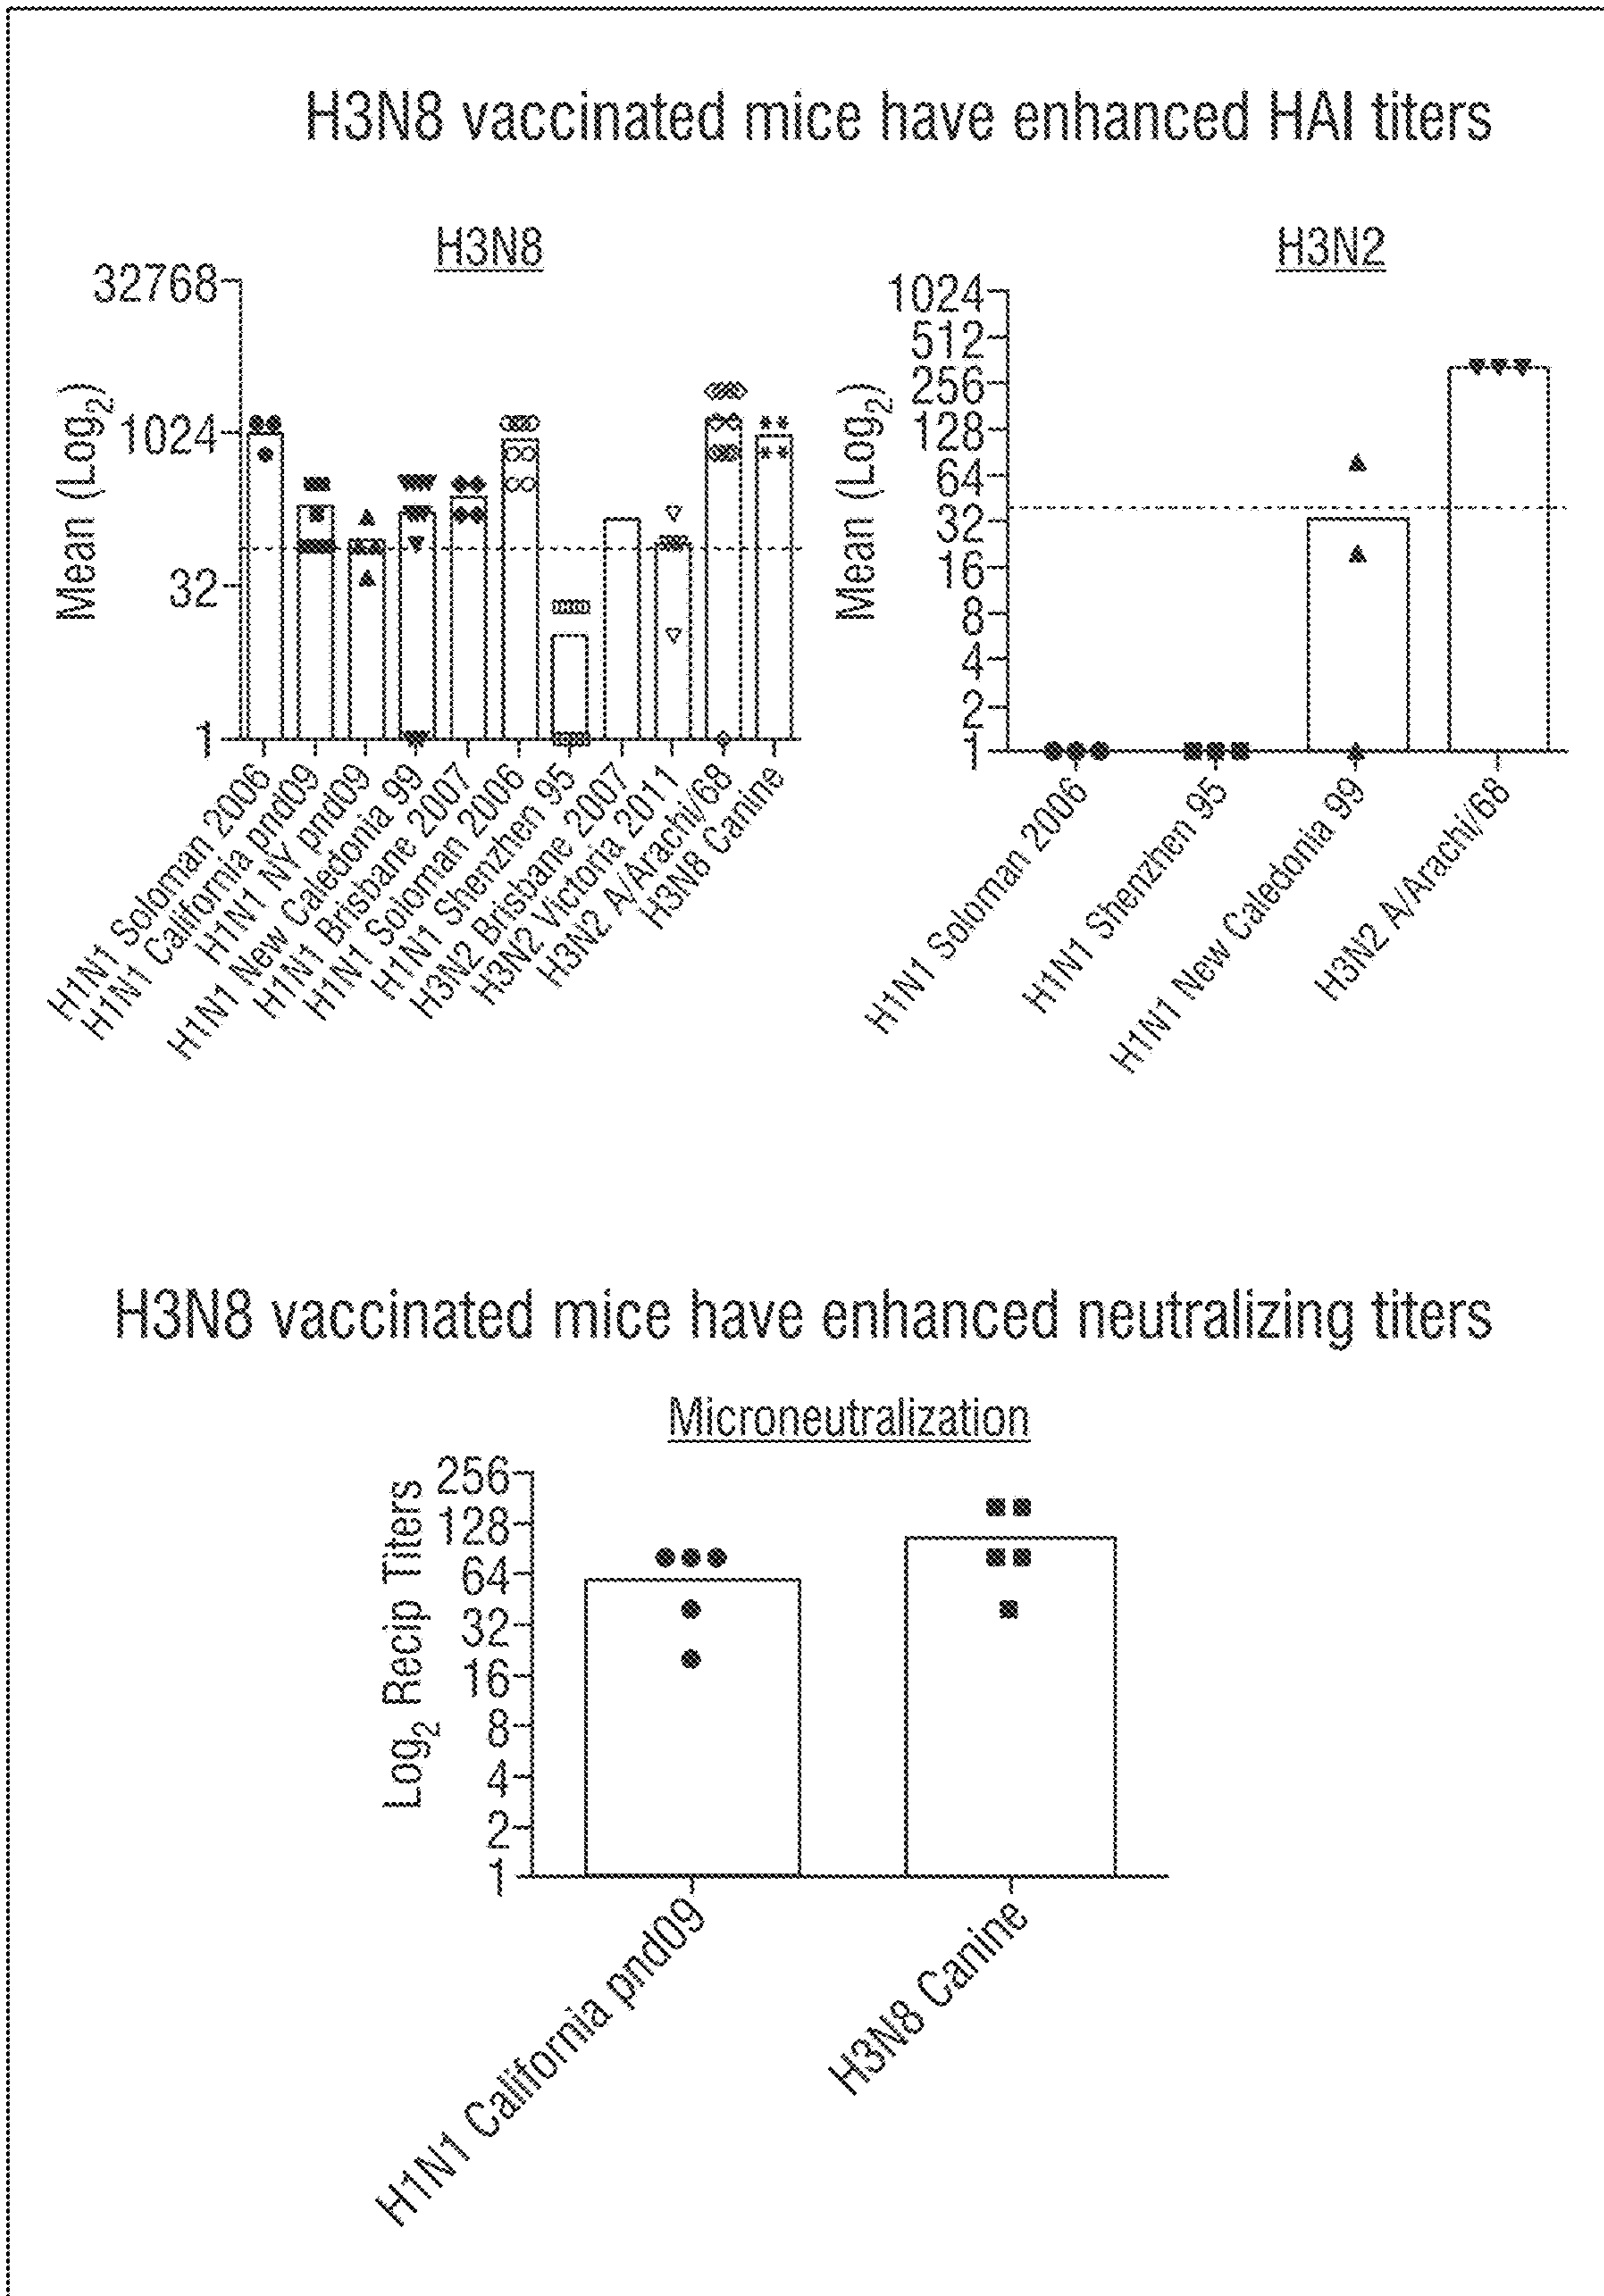 H3N8 vaccinated mice have enhanced HAI titers
H3N8
Mean (Log2)
32768
1024
32
1
H1N1 Soloman 2006
H1N1 California pnd09
H1N1 NY pnd09
H1N1 New Caledonia 99
H1N1 Brisbane 2007
H1N1 Soloman 2006
H1N1 Shenzhen 95
H3N2 Brisbane 2007
H3N2 Victoria 2011
H3N2 A/Arachi/68
H3N8 Canine
H3N2
Mean (Log2)
1024
512
256
128
64
32
16
8
4
2
1
H1N1 Soloman 2006
H1N1 Shenzhen 95
H1N1 New Caledonia 99
H3N2 A/Arachi/68
H3N8 vaccinated mice have enhanced neutralizing titers
Microneutralization
Log2 Recip Titers
256
128
64
32
16
8
4
2
1
H1N1 California pnd09
H3N8 Canine